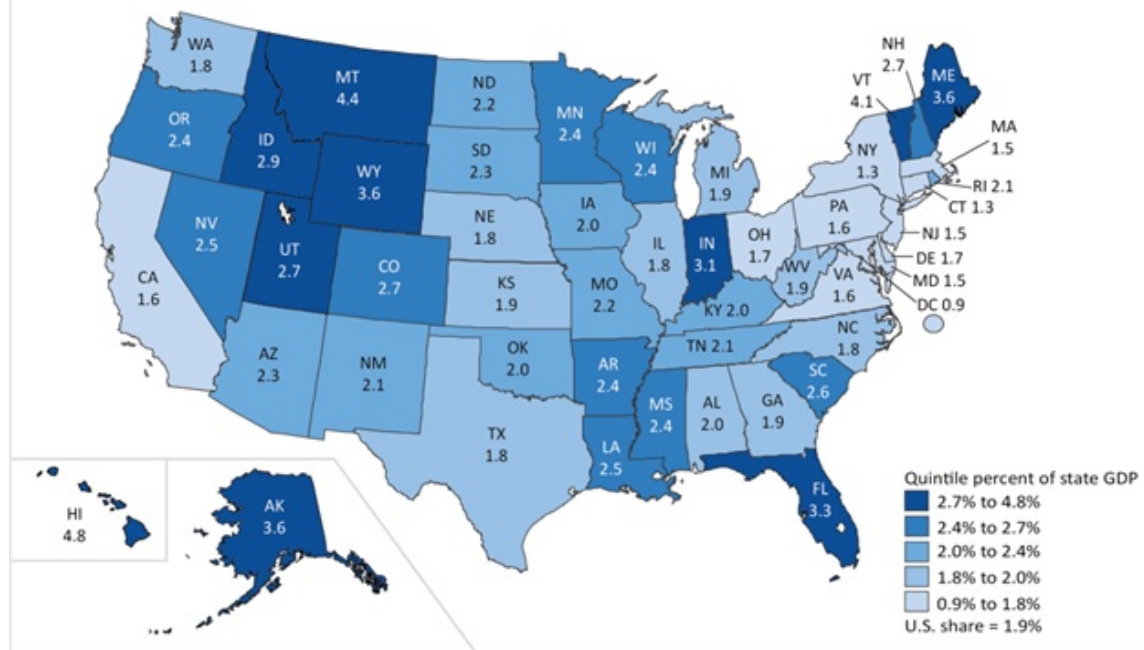 WA
1.8
MT
4.4
ND
2.2
MN
2.4
NH
2.7
VT
4.1
ME
3.6
OR
2.4
ID
2.9
WY
3.6
SD
2.3
WI
2.4
MI
1.9
NY
1.3
MA
1.5
RI 2.1
CT 1.3
NV
2.5
UT
2.7
CO
2.7
NE
1.8
IA
2.0
IL
1.8
IN
3.1
OH
1.7
PA
1.6
NJ 1.5
DE 1.7
MD 1.5
DC 0.9
CA
1.6
KS
1.9
MO
2.2
KY 2.0
WV
1.9
VA
1.6
AZ
2.3
NM
2.1
OK
2.0
AR
2.4
TN 2.1
NC
1.8
SC
2.6
TX
1.8
LA
2.5
MS
2.4
AL
2.0
GA
1.9
FL
3.3
HI
4.8
AK
3.6
Quintile percent of state GDP
2.7% to 4.8%
2.4% to 2.7%
2.0% to 2.4%
1.8% to 2.0%
0.9% to 1.8%
U.S. share = 1.9%